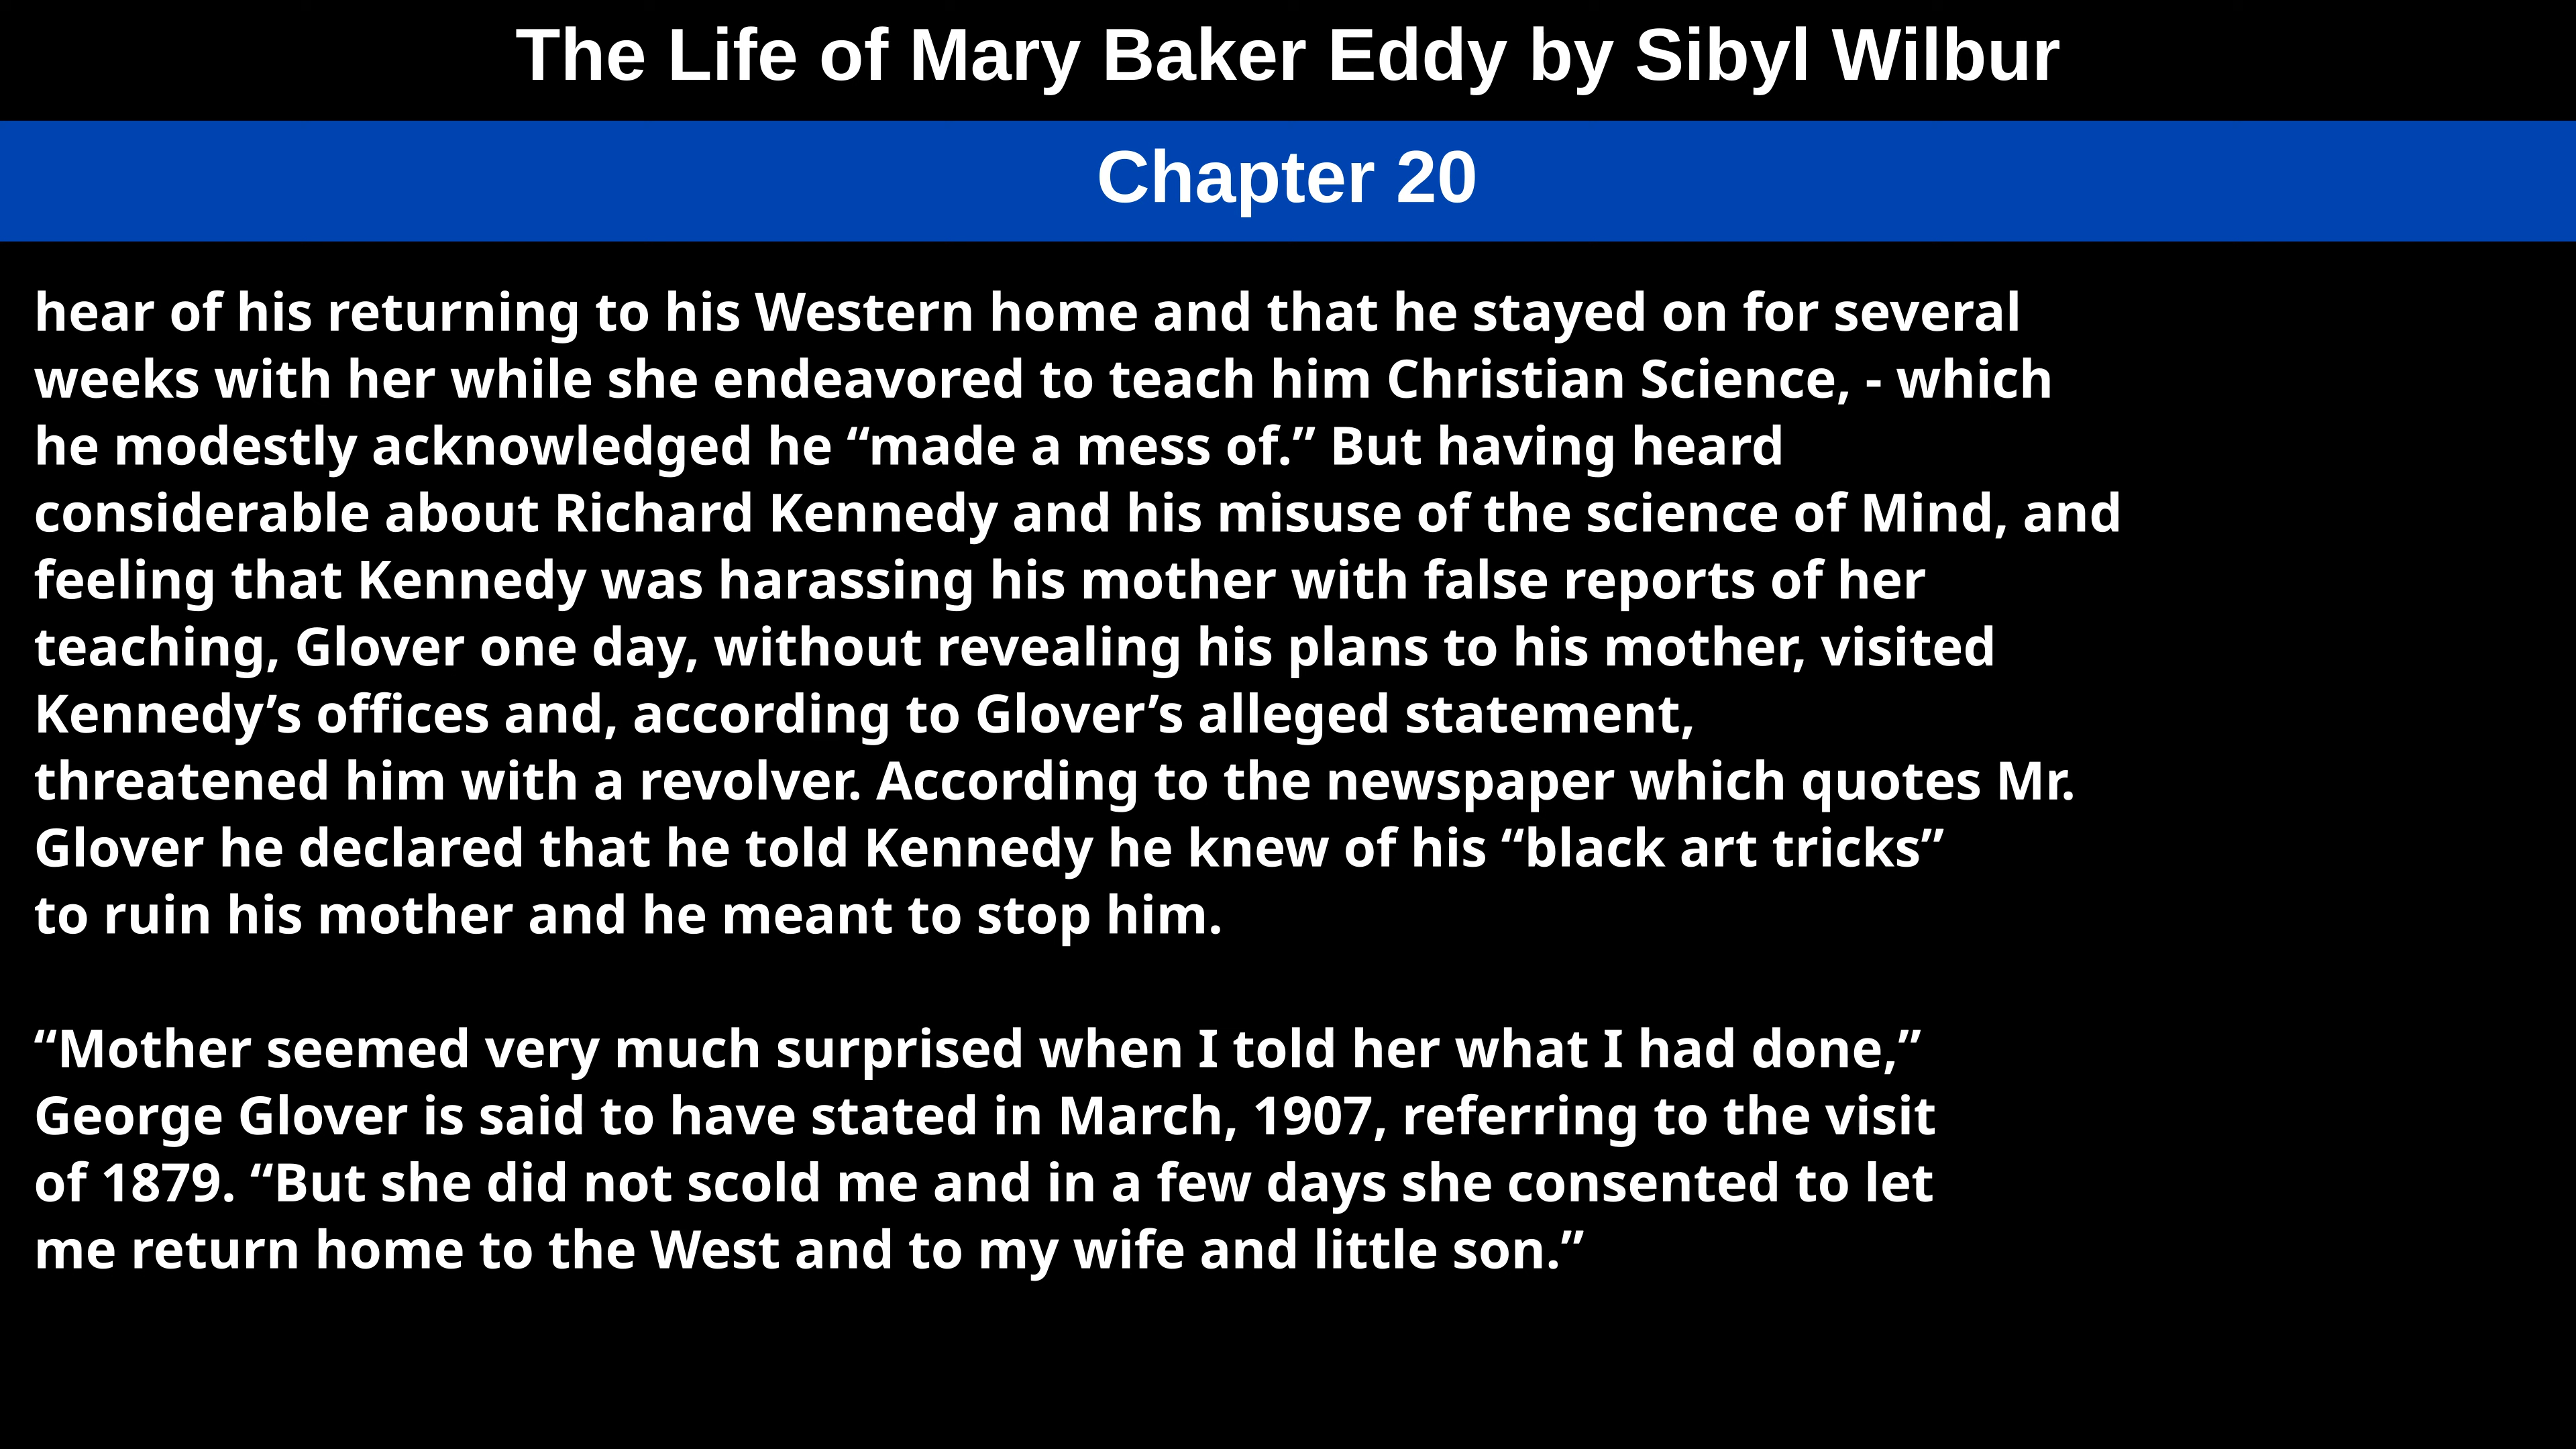 The Life of Mary Baker Eddy by Sibyl Wilbur
Chapter 20
hear of his returning to his Western home and that he stayed on for several
weeks with her while she endeavored to teach him Christian Science, - which
he modestly acknowledged he “made a mess of.” But having heard
considerable about Richard Kennedy and his misuse of the science of Mind, and
feeling that Kennedy was harassing his mother with false reports of her
teaching, Glover one day, without revealing his plans to his mother, visited
Kennedy’s offices and, according to Glover’s alleged statement,
threatened him with a revolver. According to the newspaper which quotes Mr.
Glover he declared that he told Kennedy he knew of his “black art tricks”
to ruin his mother and he meant to stop him.
“Mother seemed very much surprised when I told her what I had done,”
George Glover is said to have stated in March, 1907, referring to the visit
of 1879. “But she did not scold me and in a few days she consented to let
me return home to the West and to my wife and little son.”